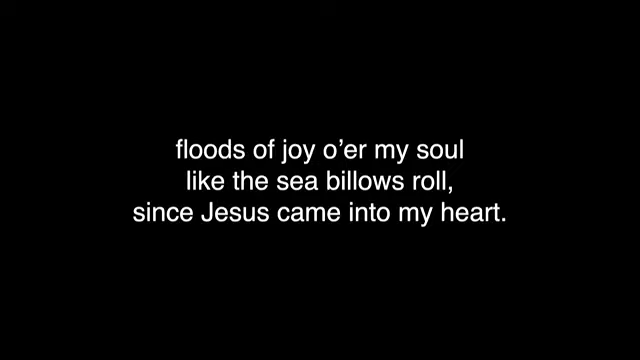 floods of joy o’er my soul
like the sea billows roll,
since Jesus came into my heart.